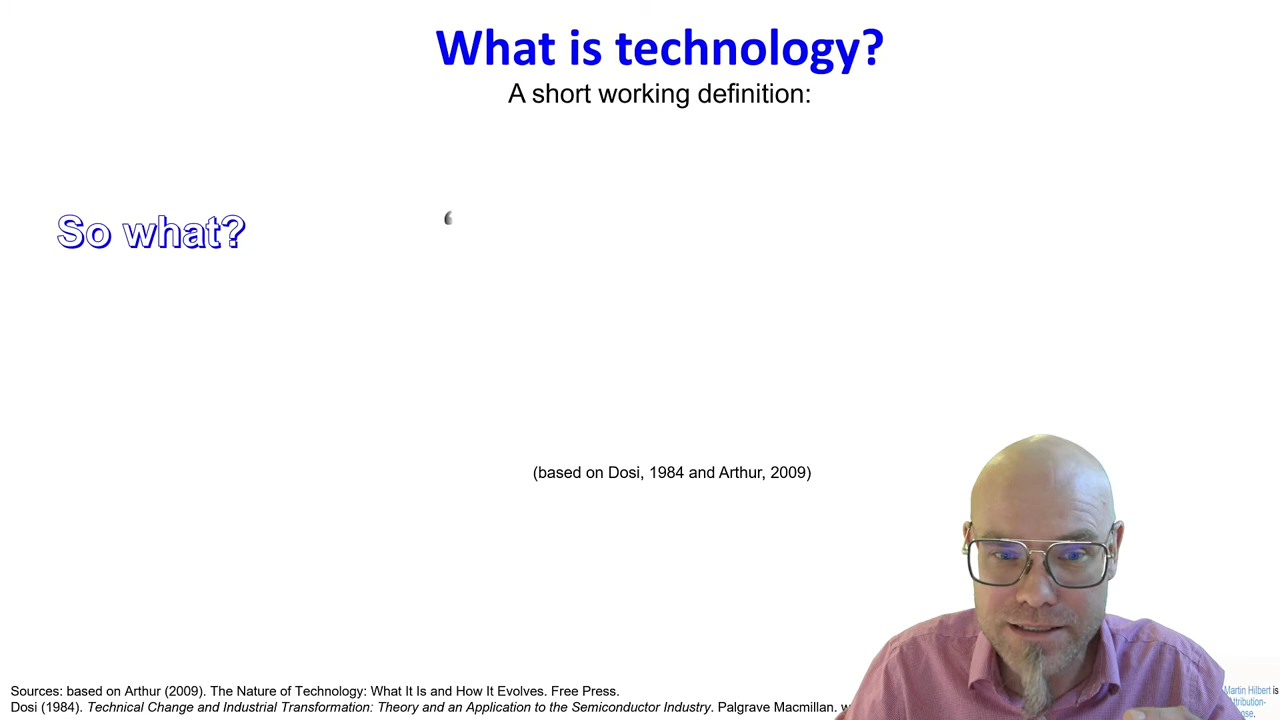 What is technology?
A short working definition:
So what?
‘
(based on Dosi, 1984 and Arthur, 2009)
Sources: based on Arthur (2009). The Nature of Technology: What It Is and How It Evolves. Free Press.
Dosi (1984). Technical Change and Industrial Transformation: Theory and an Application to the Semiconductor Industry. Palgrave Macmillan.
Martin Hilbert is